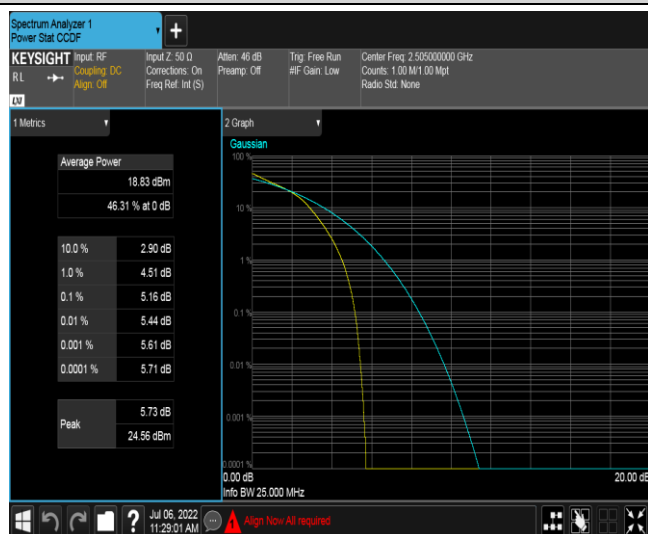 Spectrum Analyzer 1
Power Stat CCDF
+
KEYSIGHT
RL
LXI
Input: RF
Coupling: DC
Align: Off
Input Z: 50 Ω
Corrections: On
Freq Ref: Int (S)
Atten: 46 dB
Preamp: Off
Trig: Free Run
#IF Gain: Low
Center Freq: 2.505000000 GHz
Counts: 1.00 M/1.00 Mpt
Radio Std: None
1 Metrics
Average Power
18.83 dBm
46.31 % at 0 dB
10.0 % 2.90 dB
1.0 % 4.51 dB
0.1 % 5.16 dB
0.01 % 5.44 dB
0.001 % 5.61 dB
0.0001 % 5.71 dB
Peak
5.73 dB
24.56 dBm
2 Graph
Gaussian
100 %
10 %
1 %
0.1 %
0.01 %
0.001 %
0.0001 %
0.00 dB
20.00 dB
Info BW 25.000 MHz
?
Jul 06, 2022
11:29:01 AM
1
Align Now All required